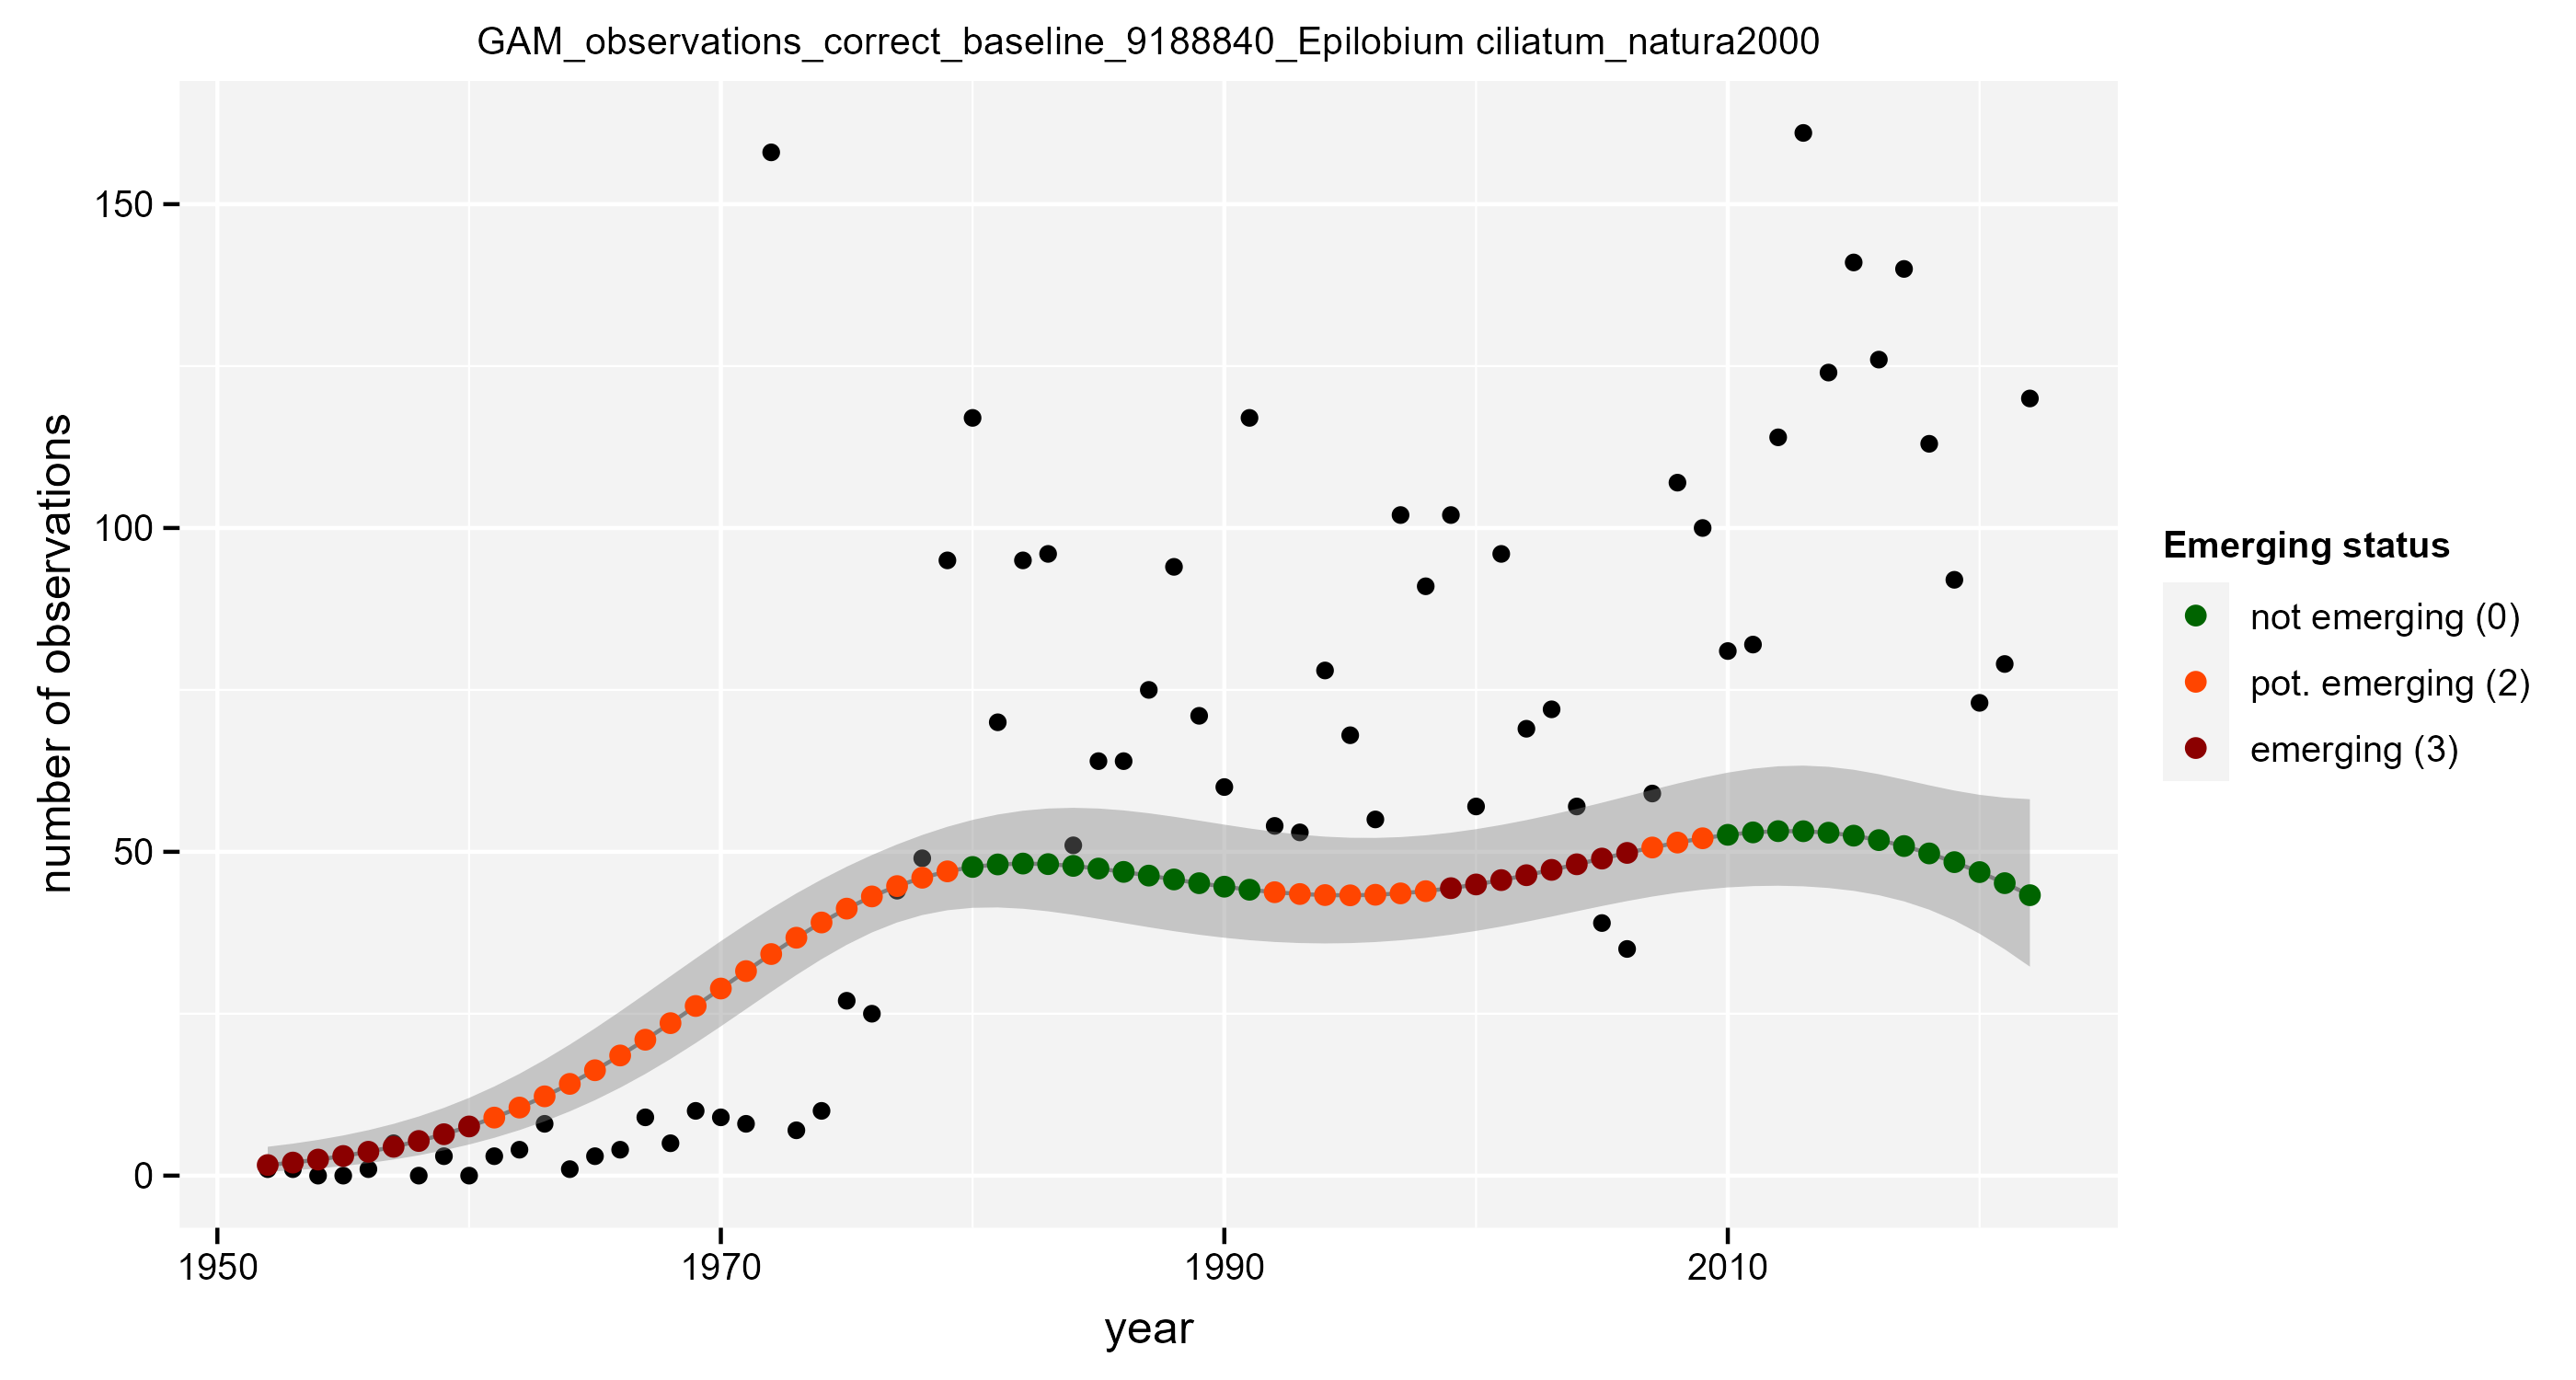 GAM_observations_correct_baseline_9188840_Epilobium ciliatum_natura2000
number of observations
150
100
50
0
1950 1970 1990 2010
year
Emerging status
not emerging (0)
pot. emerging (2)
emerging (3)